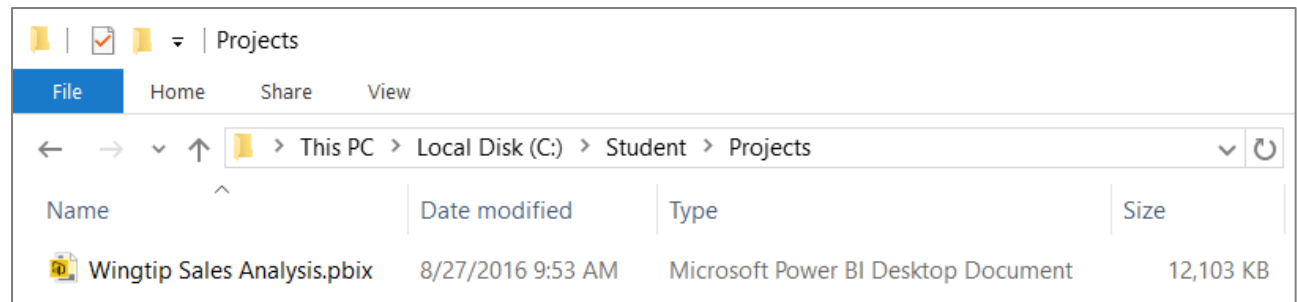 Projects
File Home Share View
This PC > Local Disk (C:) > Student > Projects
Name Date modified Type Size
Wingtip Sales Analysis.pbix 8/27/2016 9:53 AM Microsoft Power BI Desktop Document 12,103 KB